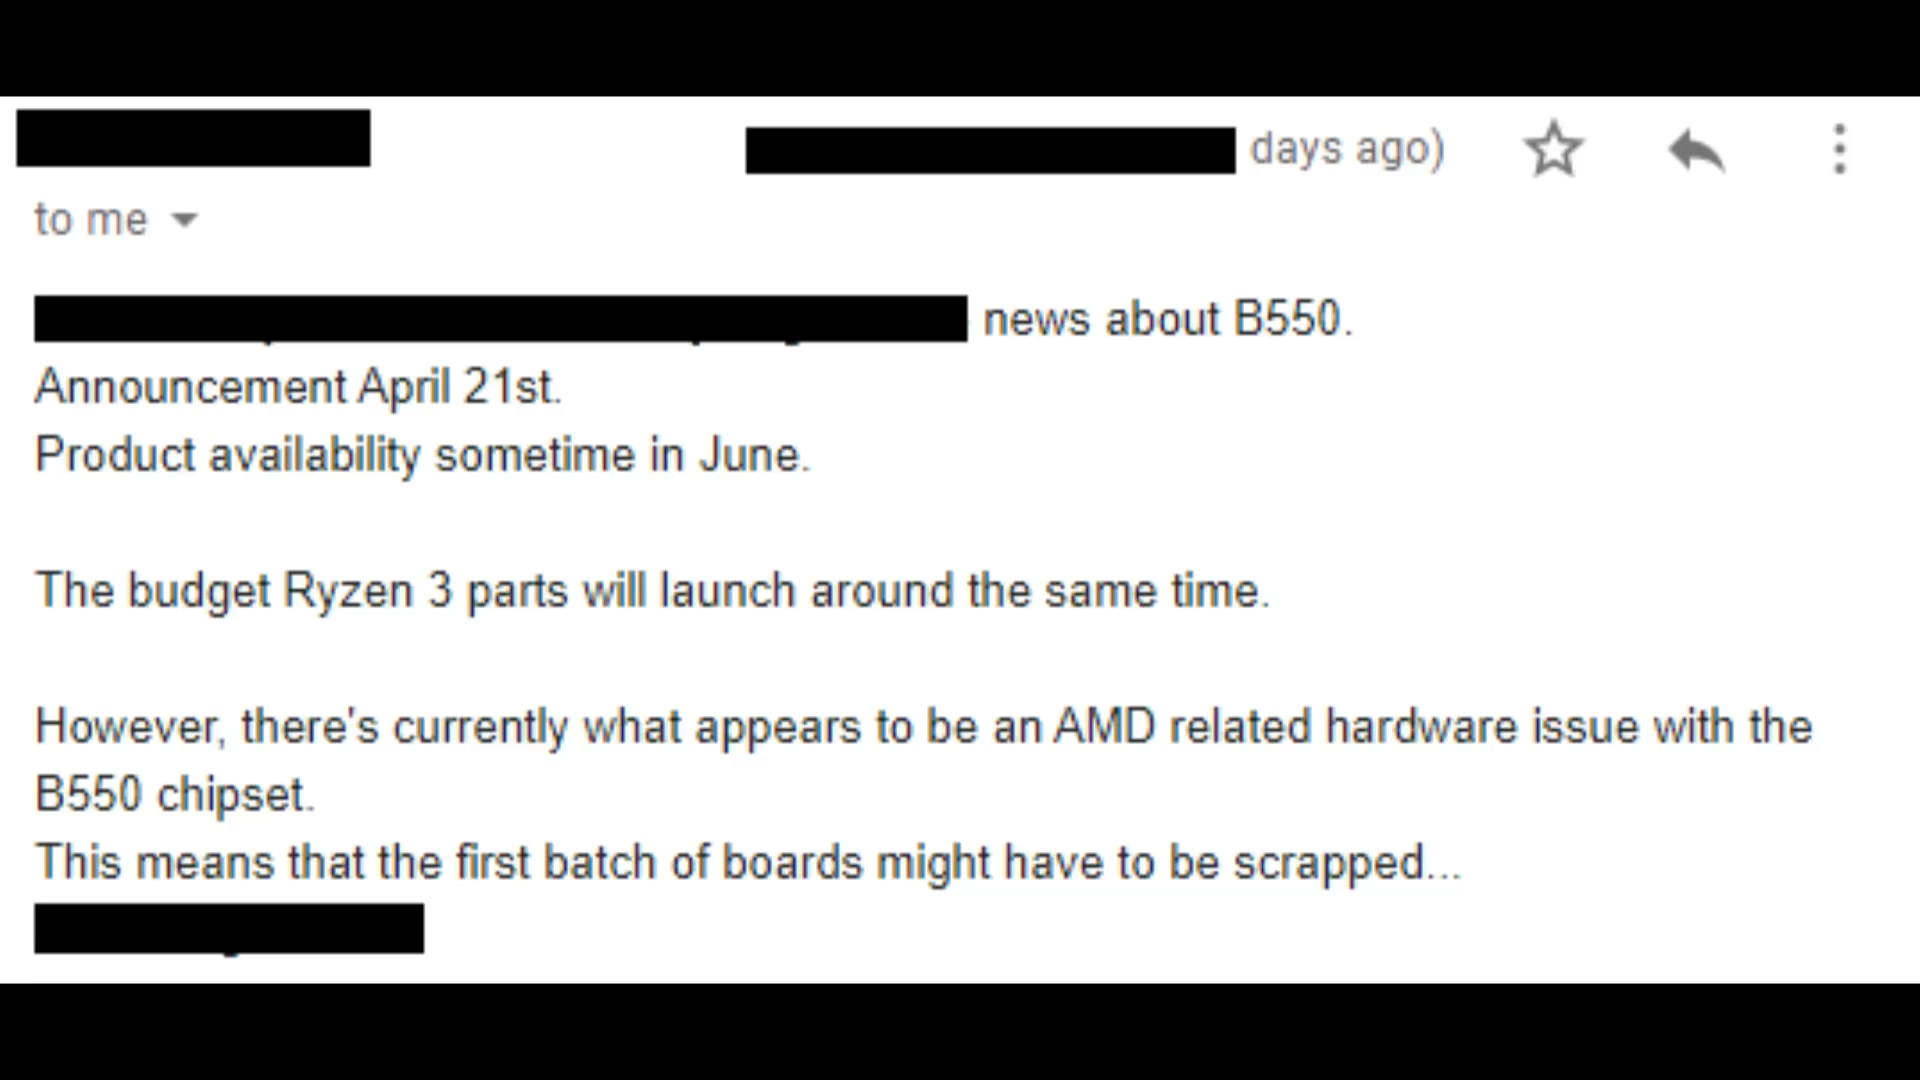 days ago)
to me
news about B550.
Announcement April 21st.
Product availability sometime in June.
The budget Ryzen 3 parts will launch around the same time.
However, there's currently what appears to be an AMD related hardware issue with the
B550 chipset.
This means that the first batch of boards might have to be scrapped...